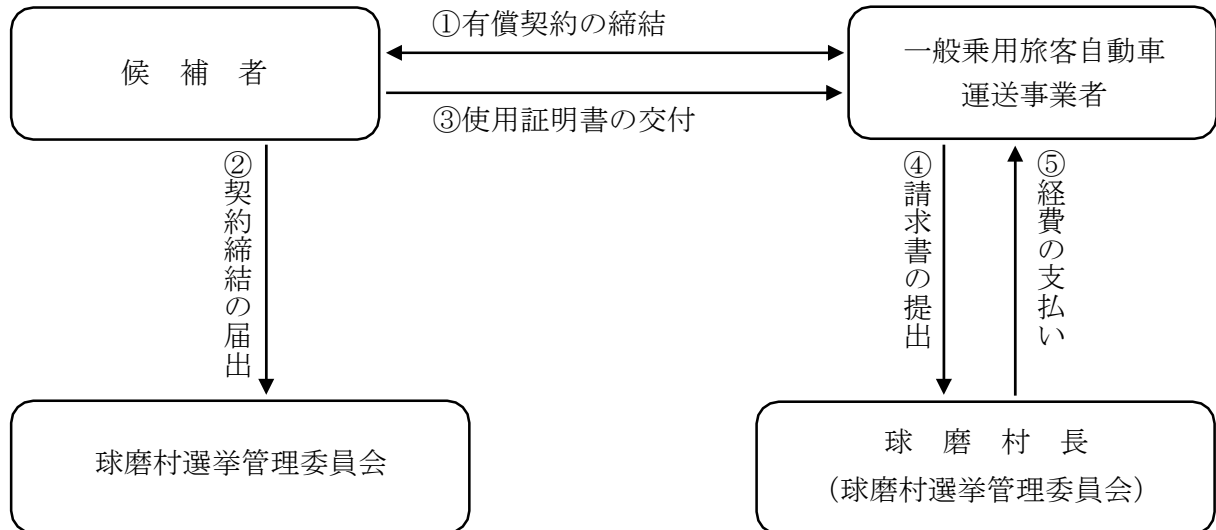 ①有償契約の締結
候　補　者
一般乗用旅客自動車
運送事業者
③使用証明書の交付
②契約締結の届出
④請求書の提出
⑤経費の支払い
球磨村選挙管理委員会
球　磨　村　長
（球磨村選挙管理委員会）